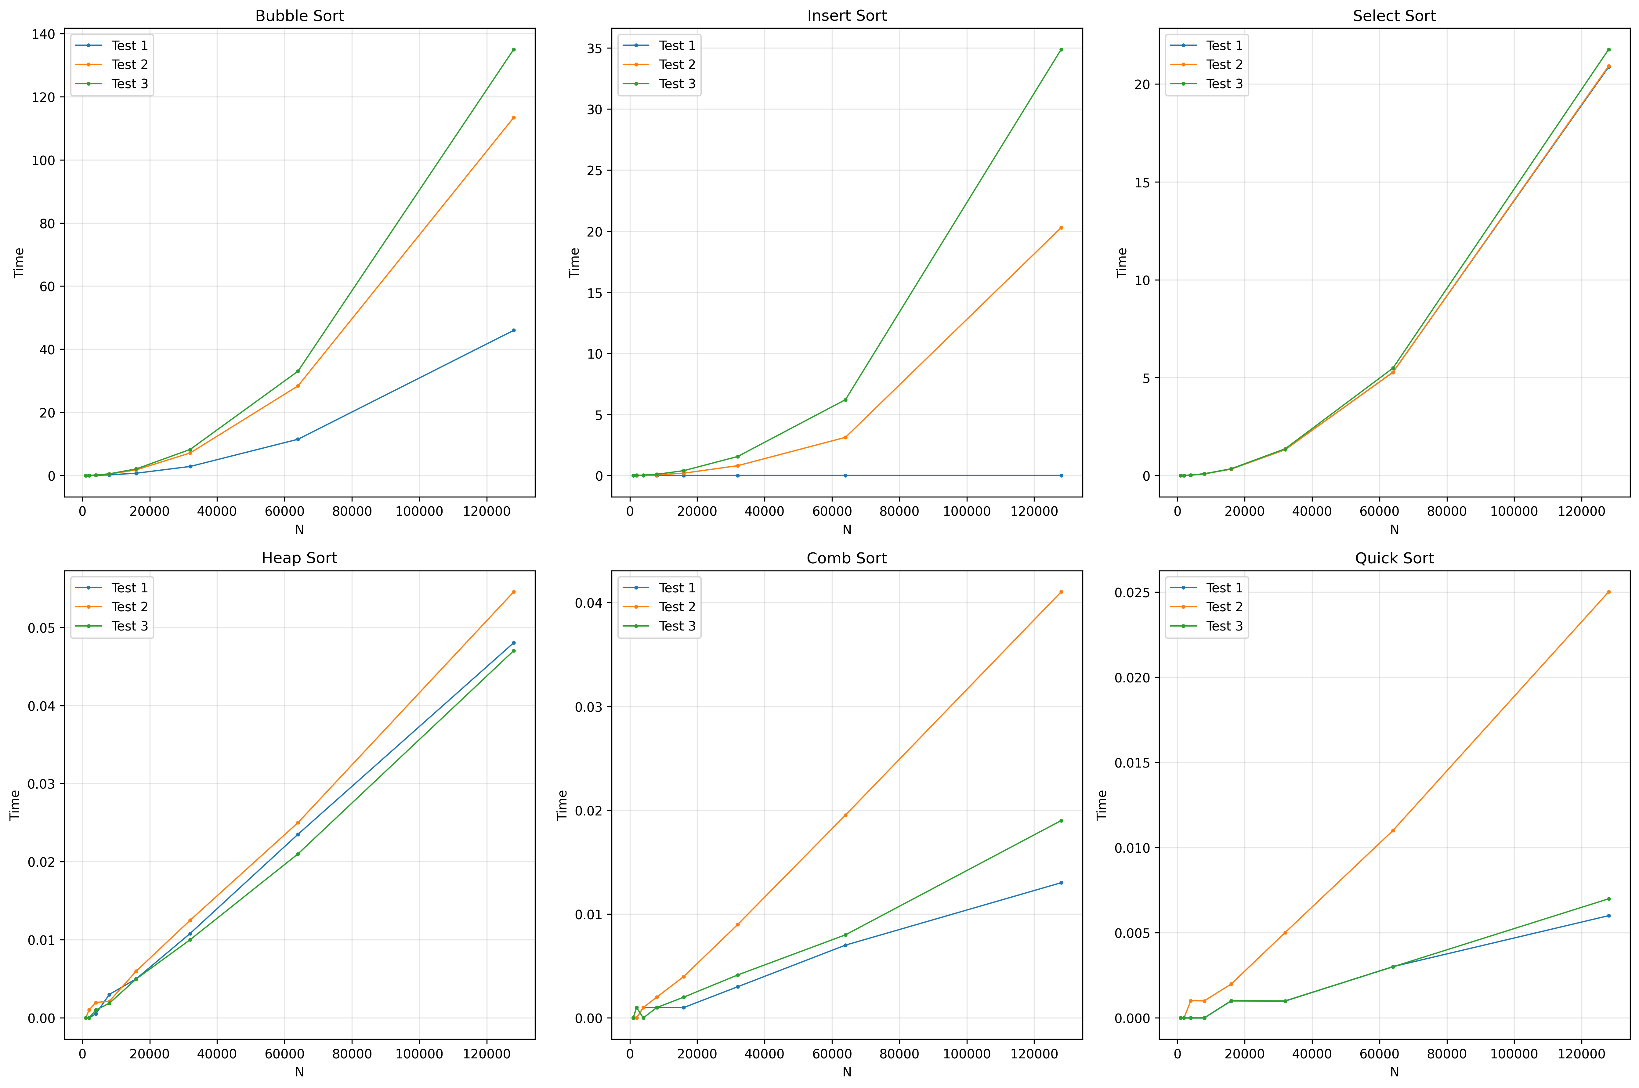 Bubble Sort
Test 1
Test 2
Test 3
140
120
100
80
60
40
20
0
Time
0 20000 40000 60000 80000 100000 120000
N
Insert Sort
Test 1
Test 2
Test 3
35
30
25
20
15
10
5
0
Time
0 20000 40000 60000 80000 100000 120000
N
Select Sort
Test 1
Test 2
Test 3
20
15
10
5
0
Time
0 20000 40000 60000 80000 100000 120000
N
Heap Sort
Test 1
Test 2
Test 3
0.05
0.04
0.03
0.02
0.01
0.00
Time
0 20000 40000 60000 80000 100000 120000
N
Comb Sort
Test 1
Test 2
Test 3
0.04
0.03
0.02
0.01
0.00
Time
0 20000 40000 60000 80000 100000 120000
N
Quick Sort
Test 1
Test 2
Test 3
0.025
0.020
0.015
0.010
0.005
0.000
Time
0 20000 40000 60000 80000 100000 120000
N